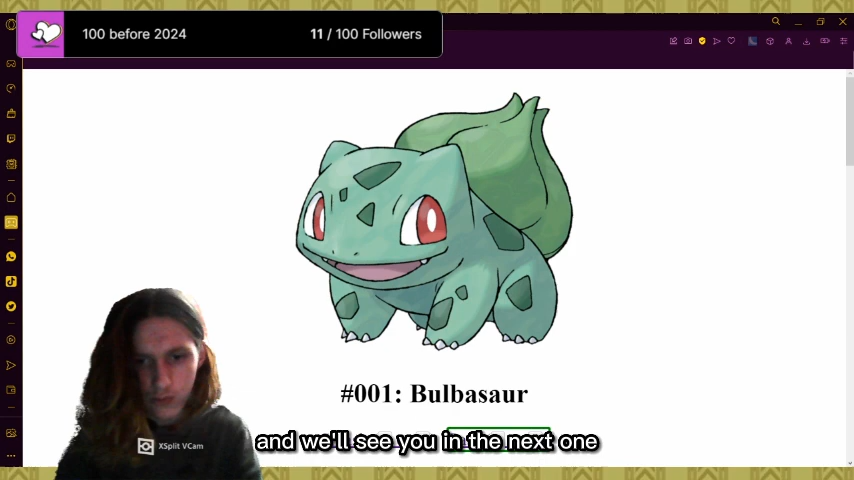 100 before 2024
11 / 100 Followers
#001: Bulbasaur
XSplit VCam
and we'll see you in the next one